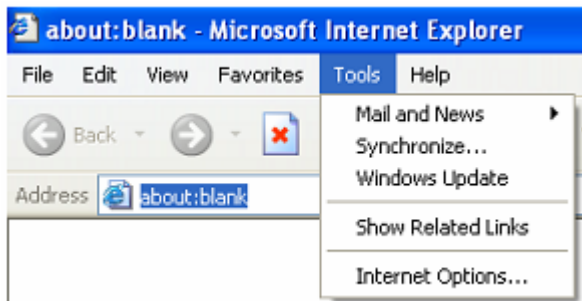 about:blank - Microsoft Internet Explorer
File Edit View Favorites Tools Help
Mail and News
Back
Synchronize...
Windows Update
Address about:blank
Show Related Links
Internet Options...